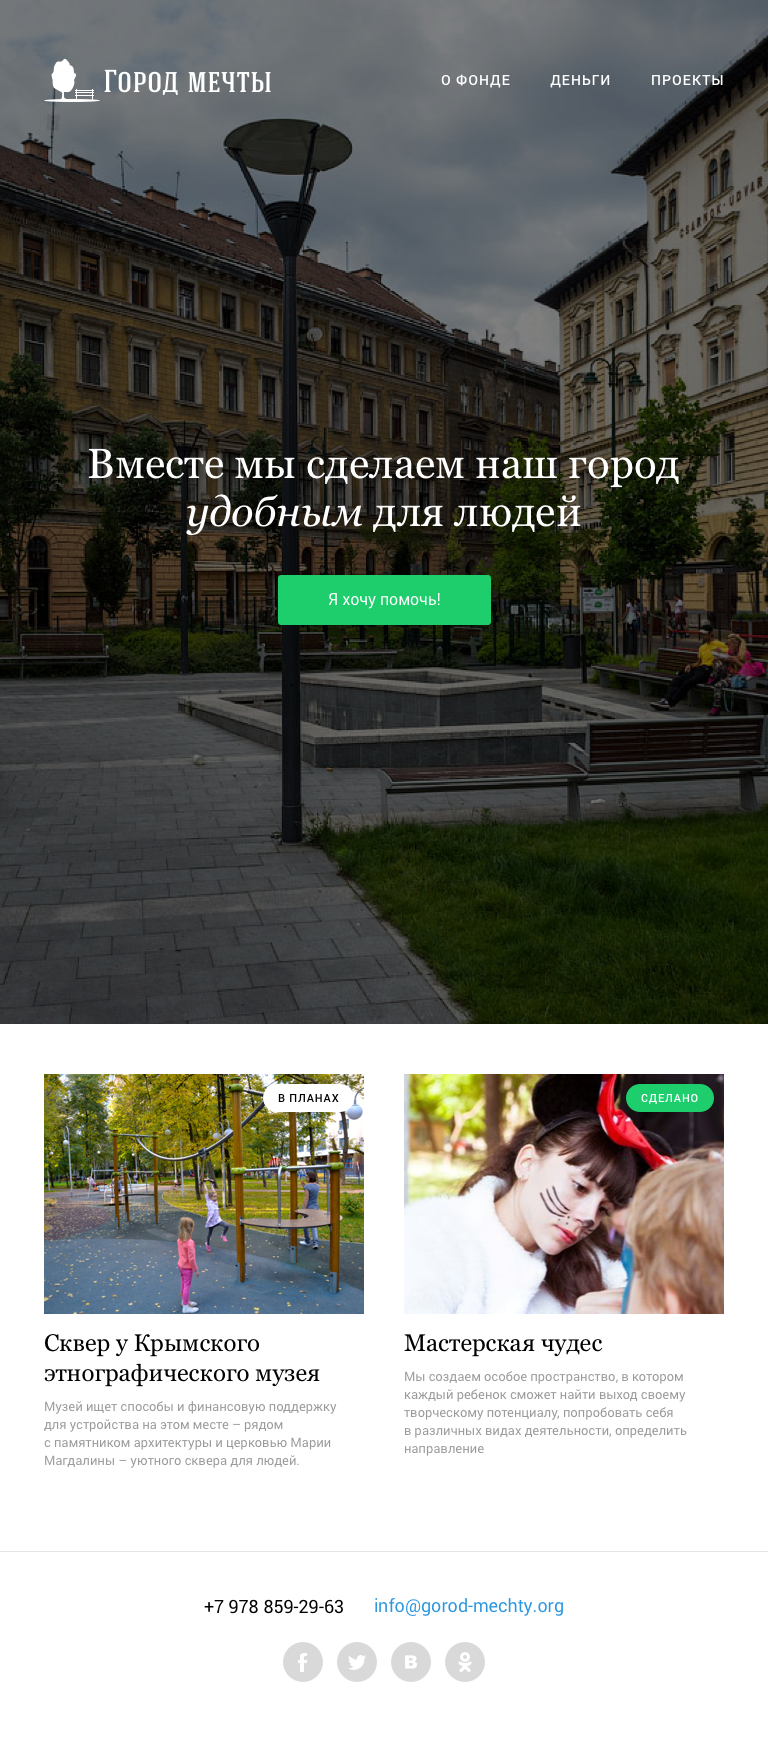 Город мечты
О ФОНДЕ ДЕНЬГИ ПРОЕКТЫ
CSARNOK-UDVAR
Вместе мы сделаем наш город
удобным для людей
Я хочу помочь!
В ПЛАНАХ
Сквер у Крымского
этнографического музея
Музей ищет способы и финансовую поддержку
для устройства на этом месте – рядом
с памятником архитектуры и церковью Марии
Магдалины – уютного сквера для людей.
СДЕЛАНО
Мастерская чудес
Мы создаем особое пространство, в котором
каждый ребенок сможет найти выход своему
творческому потенциалу, попробовать себя
в различных видах деятельности, определить
направление
+7 978 859-29-63 info@gorod-mechty.org